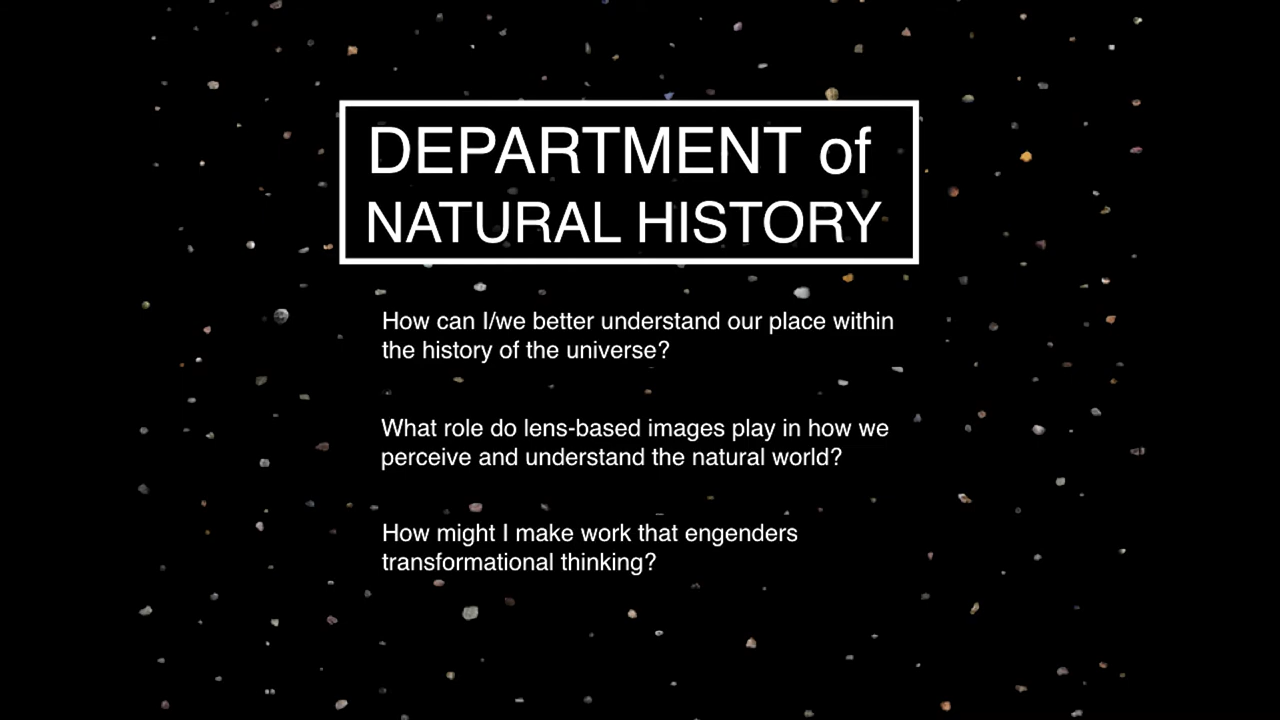 DEPARTMENT of
NATURAL HISTORY
How can I/we better understand our place within
the history of the universe?
What role do lens-based images play in how we
perceive and understand the natural world?
How might I make work that engenders
transformational thinking?